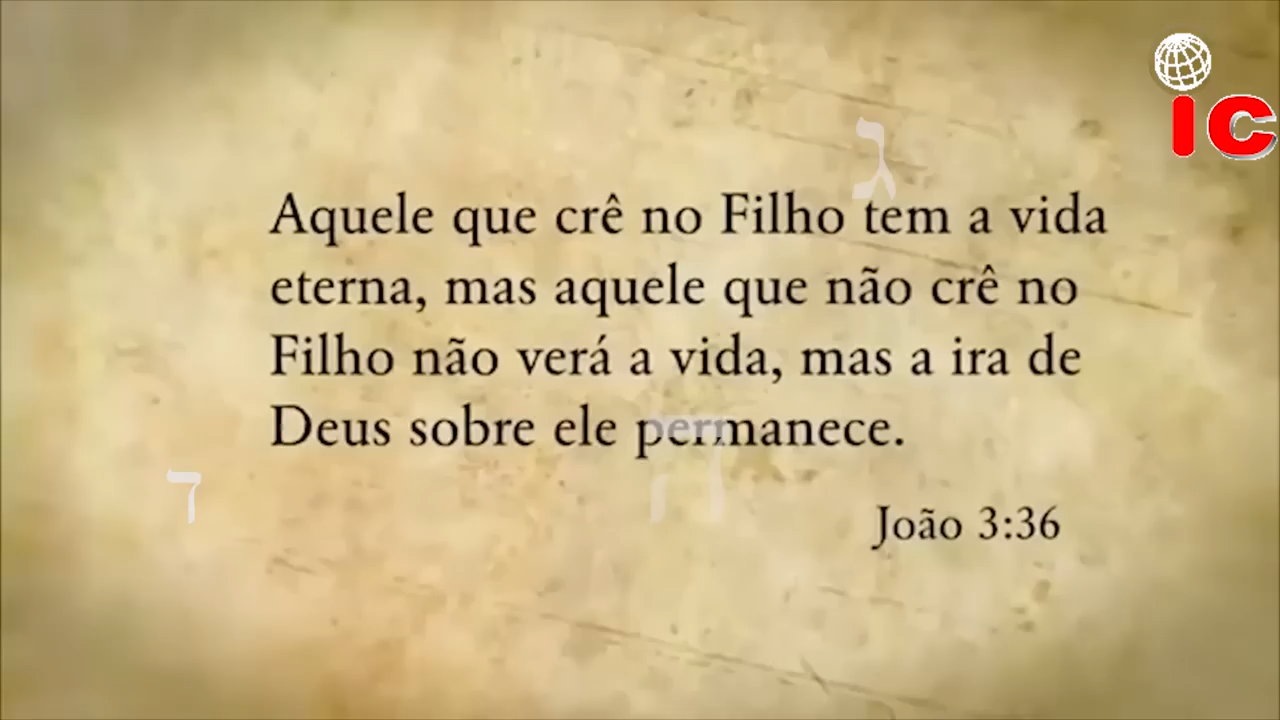 IC
ג
Aquele que crê no Filho tem a vida
eterna, mas aquele que não crê no
Filho não verá a vida, mas a ira de
Deus sobre ele permanece.
ה
ד
João 3:36